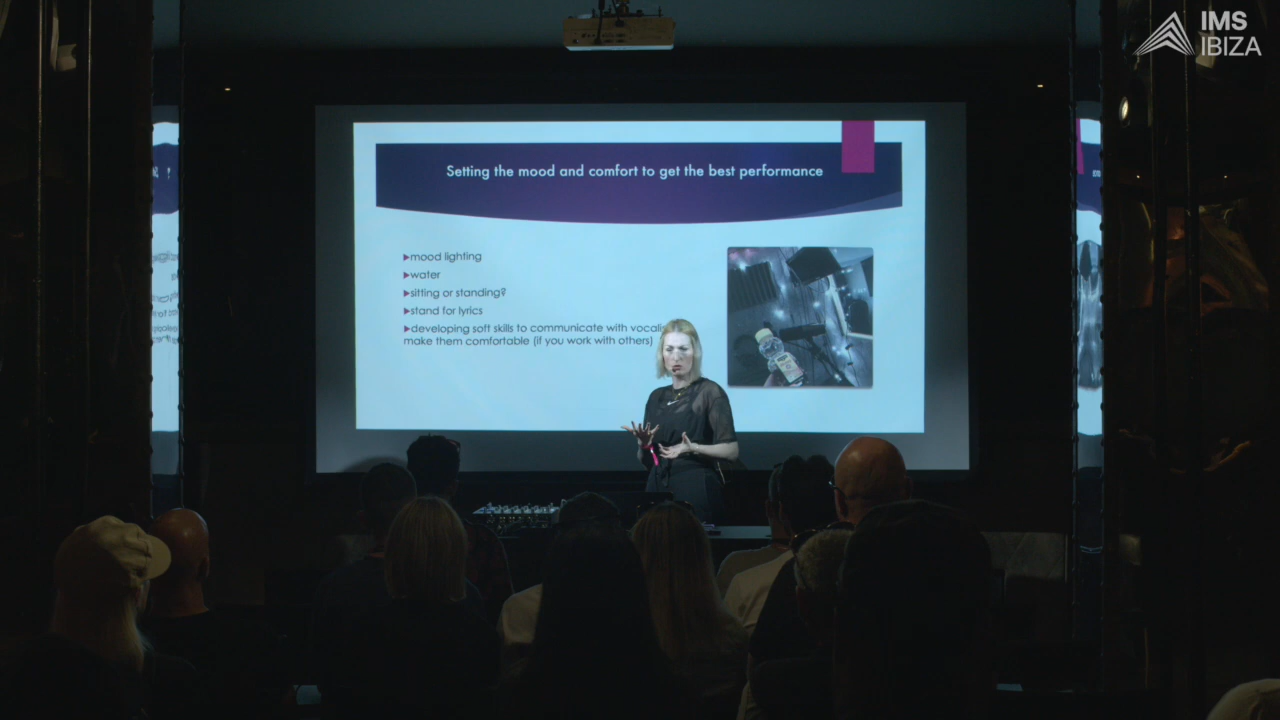 IMS
IBIZA
Setting the mood and comfort to get the best performance
▶mood lighting
▶water
▶sitting or standing?
▶stand for lyrics
▶developing soft skills to communicate with
make them comfortable (if you work with others)